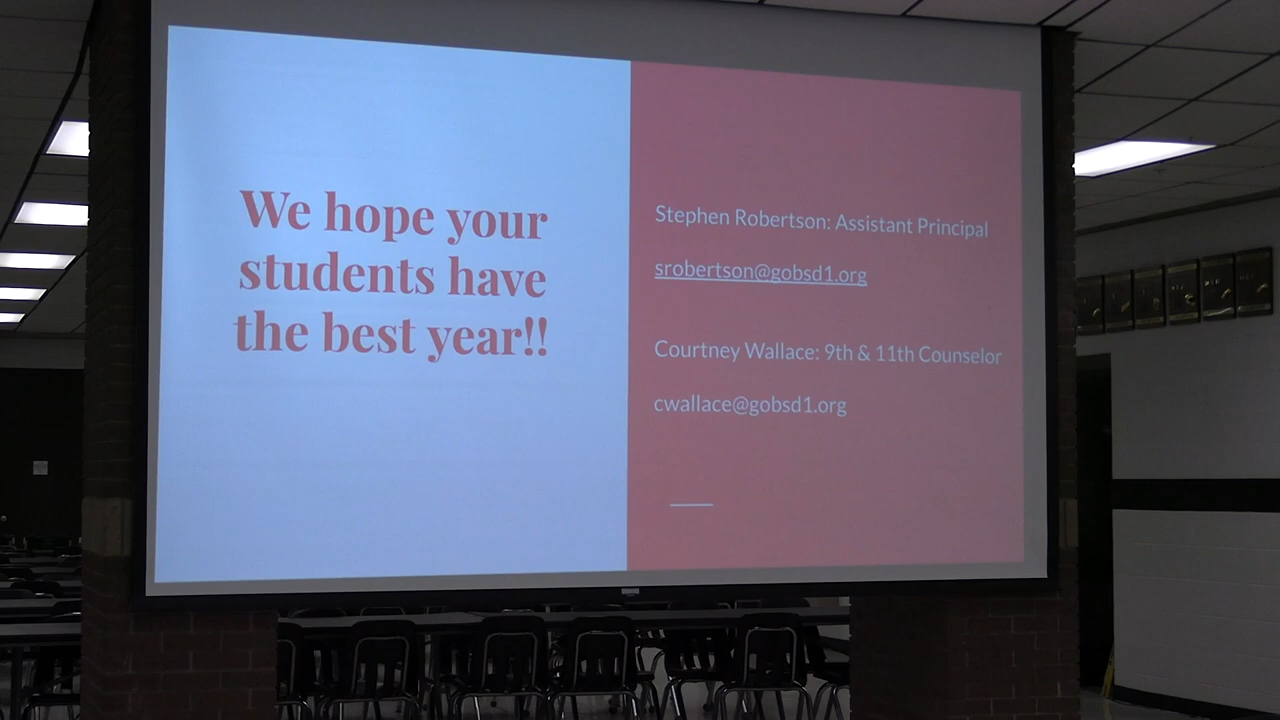 We hope your
students have
the best year!!
Stephen Robertson: Assistant Principal
srobertson@gobsd1.org
Courtney Wallace: 9th & 11th Counselor
cwallace@gobsd1.org